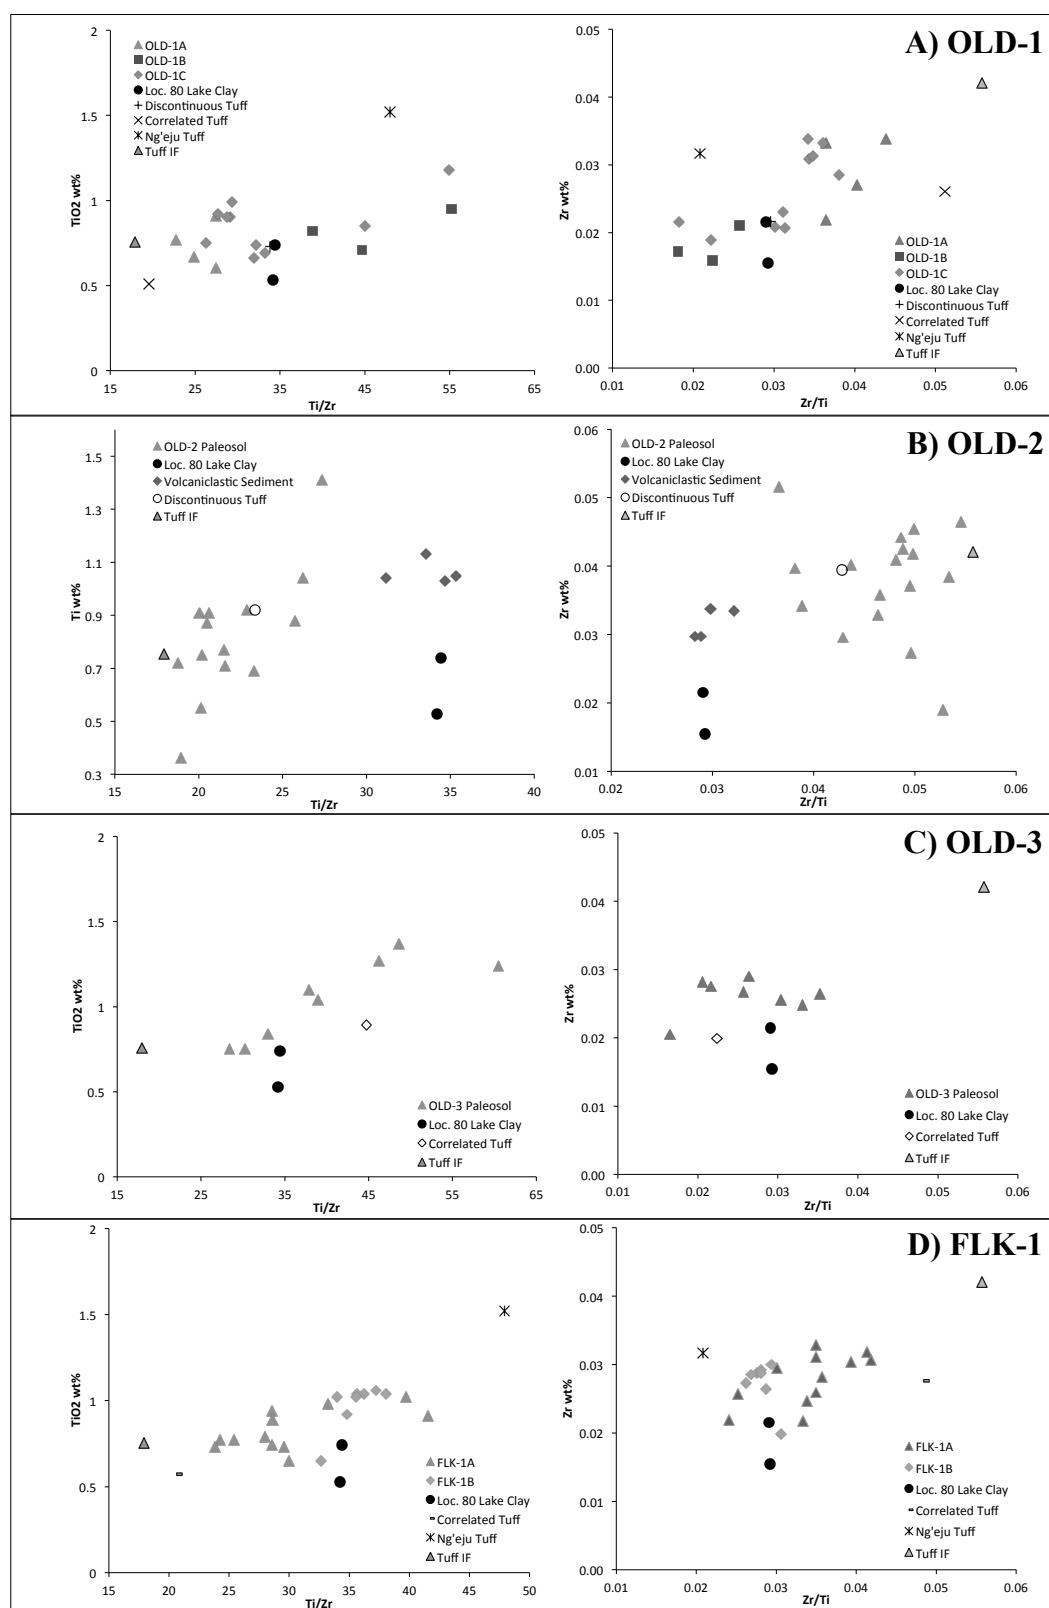 A) OLD-1
2
1.5
1
0.5
0
TiO2 wt%
15
25
35
45
55
65
Ti/Zr
OLD-1A
OLD-1B
OLD-1C
Loc. 80 Lake Clay
Discontinuous Tuff
Correlated Tuff
Ng'eju Tuff
Tuff IF
0.05
0.04
0.03
0.02
0.01
0.00
Zr wt%
0.01
0.02
0.03
0.04
0.05
0.06
Zr/Ti
OLD-1A
OLD-1B
OLD-1C
Loc. 80 Lake Clay
Discontinuous Tuff
Correlated Tuff
Ng'eju Tuff
Tuff IF
B) OLD-2
1.5
1.3
1.1
0.9
0.7
0.5
0.3
Ti wt%
15
20
25
30
35
40
Ti/Zr
OLD-2 Paleosol
Loc. 80 Lake Clay
Volcaniclastic Sediment
Discontinuous Tuff
Tuff IF
0.06
0.05
0.04
0.03
0.02
0.01
Zr wt%
0.02
0.03
0.04
0.05
0.06
Zr/Ti
OLD-2 Paleosol
Loc. 80 Lake Clay
Volcaniclastic Sediment
Discontinuous Tuff
Tuff IF
C) OLD-3
2
1.5
1
0.5
0
TiO2 wt%
15
25
35
45
55
65
Ti/Zr
OLD-3 Paleosol
Loc. 80 Lake Clay
Correlated Tuff
Tuff IF
0.05
0.04
0.03
0.02
0.01
0.00
Zr wt%
0.01
0.02
0.03
0.04
0.05
0.06
Zr/Ti
OLD-3 Paleosol
Loc. 80 Lake Clay
Correlated Tuff
Tuff IF
D) FLK-1
2
1.5
1
0.5
0
TiO2 wt%
15
20
25
30
35
40
45
50
Ti/Zr
FLK-1A
FLK-1B
Loc. 80 Lake Clay
Correlated Tuff
Ng'eju Tuff
Tuff IF
0.05
0.04
0.03
0.02
0.01
0.00
Zr wt%
0.01
0.02
0.03
0.04
0.05
0.06
Zr/Ti
FLK-1A
FLK-1B
Loc. 80 Lake Clay
Correlated Tuff
Ng'eju Tuff
Tuff IF